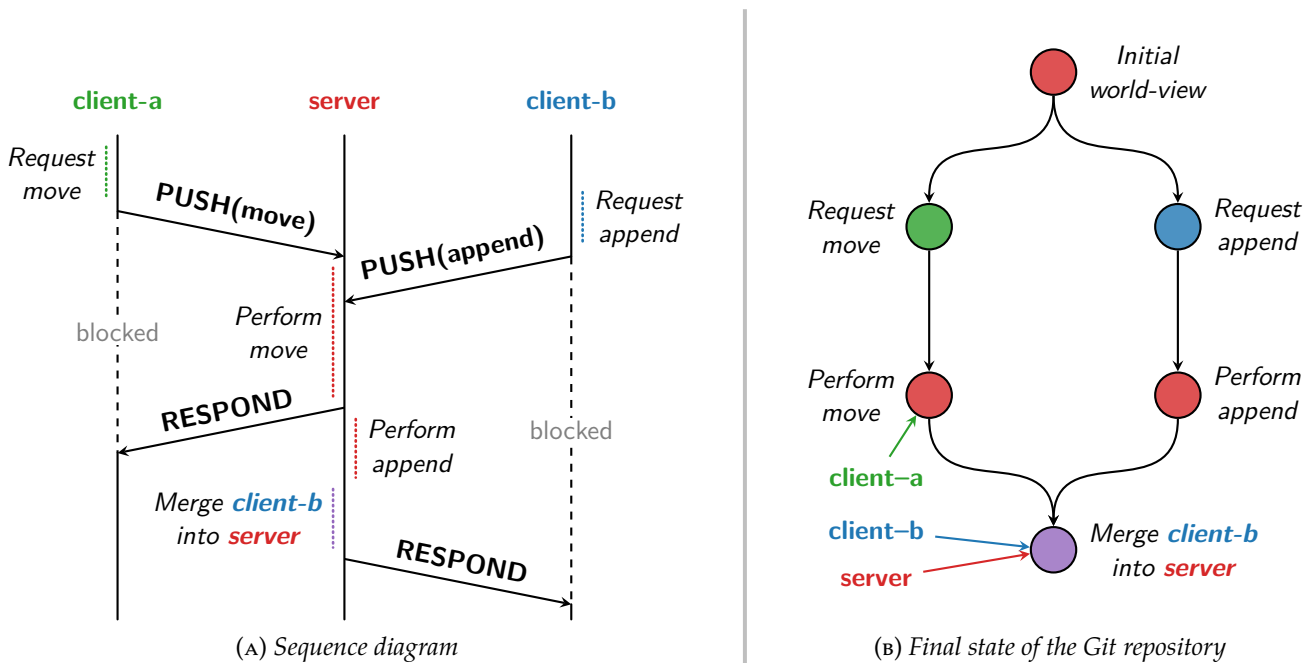 client-a
server
client-b
Request
move
PUSH(move)
Request
append
PUSH(append)
Perform
move
blocked
RESPOND
Perform
append
blocked
Merge client-b
into server
RESPOND
(A) Sequence diagram
Initial
world-view
Request
move
Request
append
Perform
move
Perform
append
client–a
client–b
server
Merge client-b
into server
(B) Final state of the Git repository